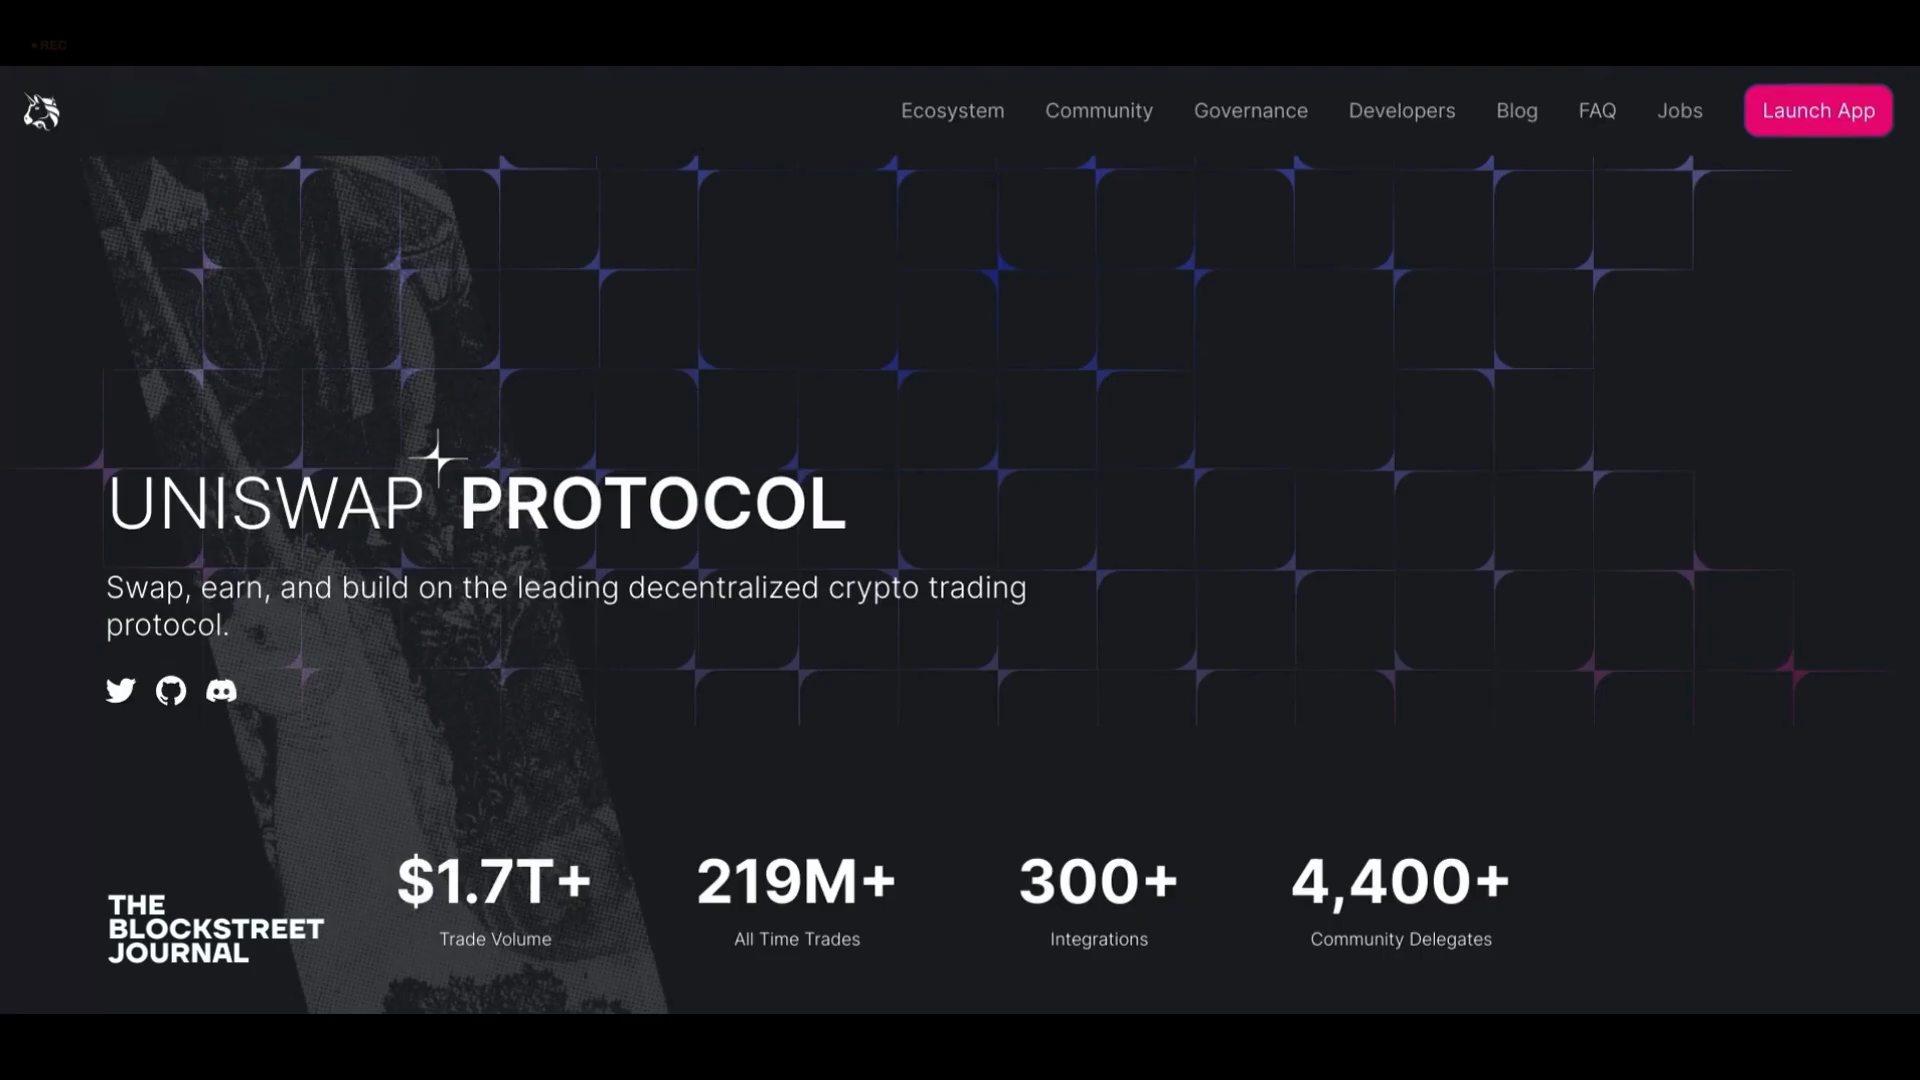 • REC
Ecosystem Community Governance Developers Blog FAQ Jobs Launch App
UNISWAP PROTOCOL
Swap, earn, and build on the leading decentralized crypto trading
protocol.
$1.7T+ 219M+ 300+ 4,400+
Trade Volume All Time Trades Integrations Community Delegates
THE
BLOCKSTREET
JOURNAL